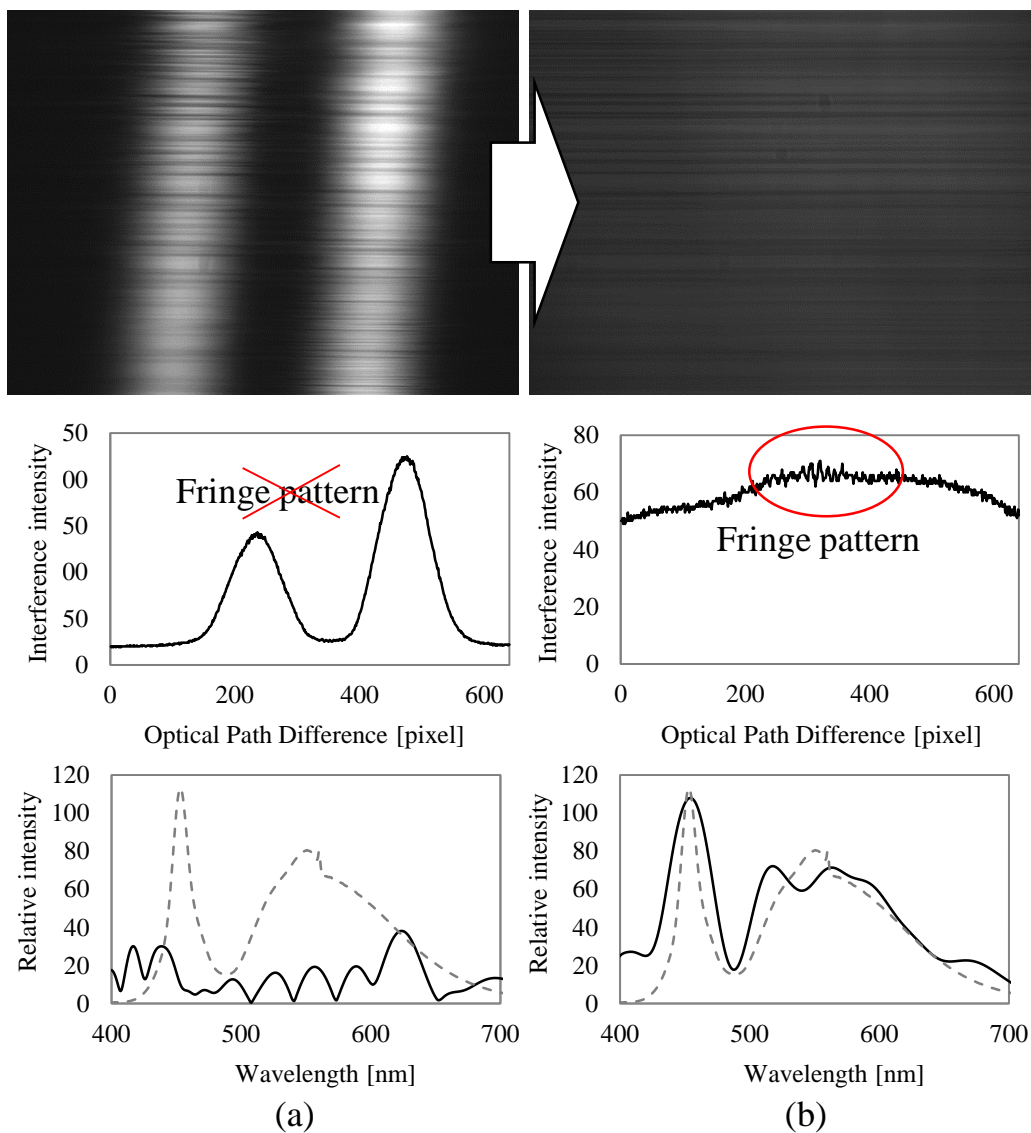 50
00
50
00
50
0
Interference intensity
Fringe pattern
0 200 400 600
Optical Path Difference [pixel]
80
60
40
20
0
Interference intensity
Fringe pattern
0 200 400 600
Optical Path Difference [pixel]
120
100
80
60
40
20
0
Relative intensity
400 500 600 700
Wavelength [nm]
(a)
120
100
80
60
40
20
0
Relative intensity
400 500 600 700
Wavelength [nm]
(b)